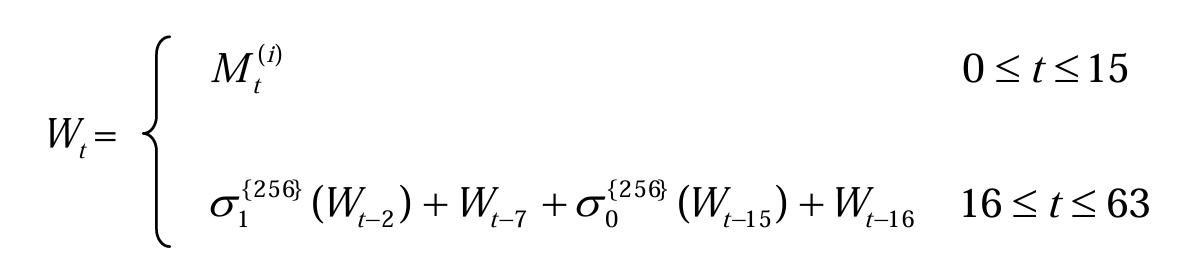 M_t^{(i)} 0 ≤ t ≤ 15
W_t =
σ_1^{\{256\}}(W_{t-2}) + W_{t-7} + σ_0^{\{256\}}(W_{t-15}) + W_{t-16} 16 ≤ t ≤ 63